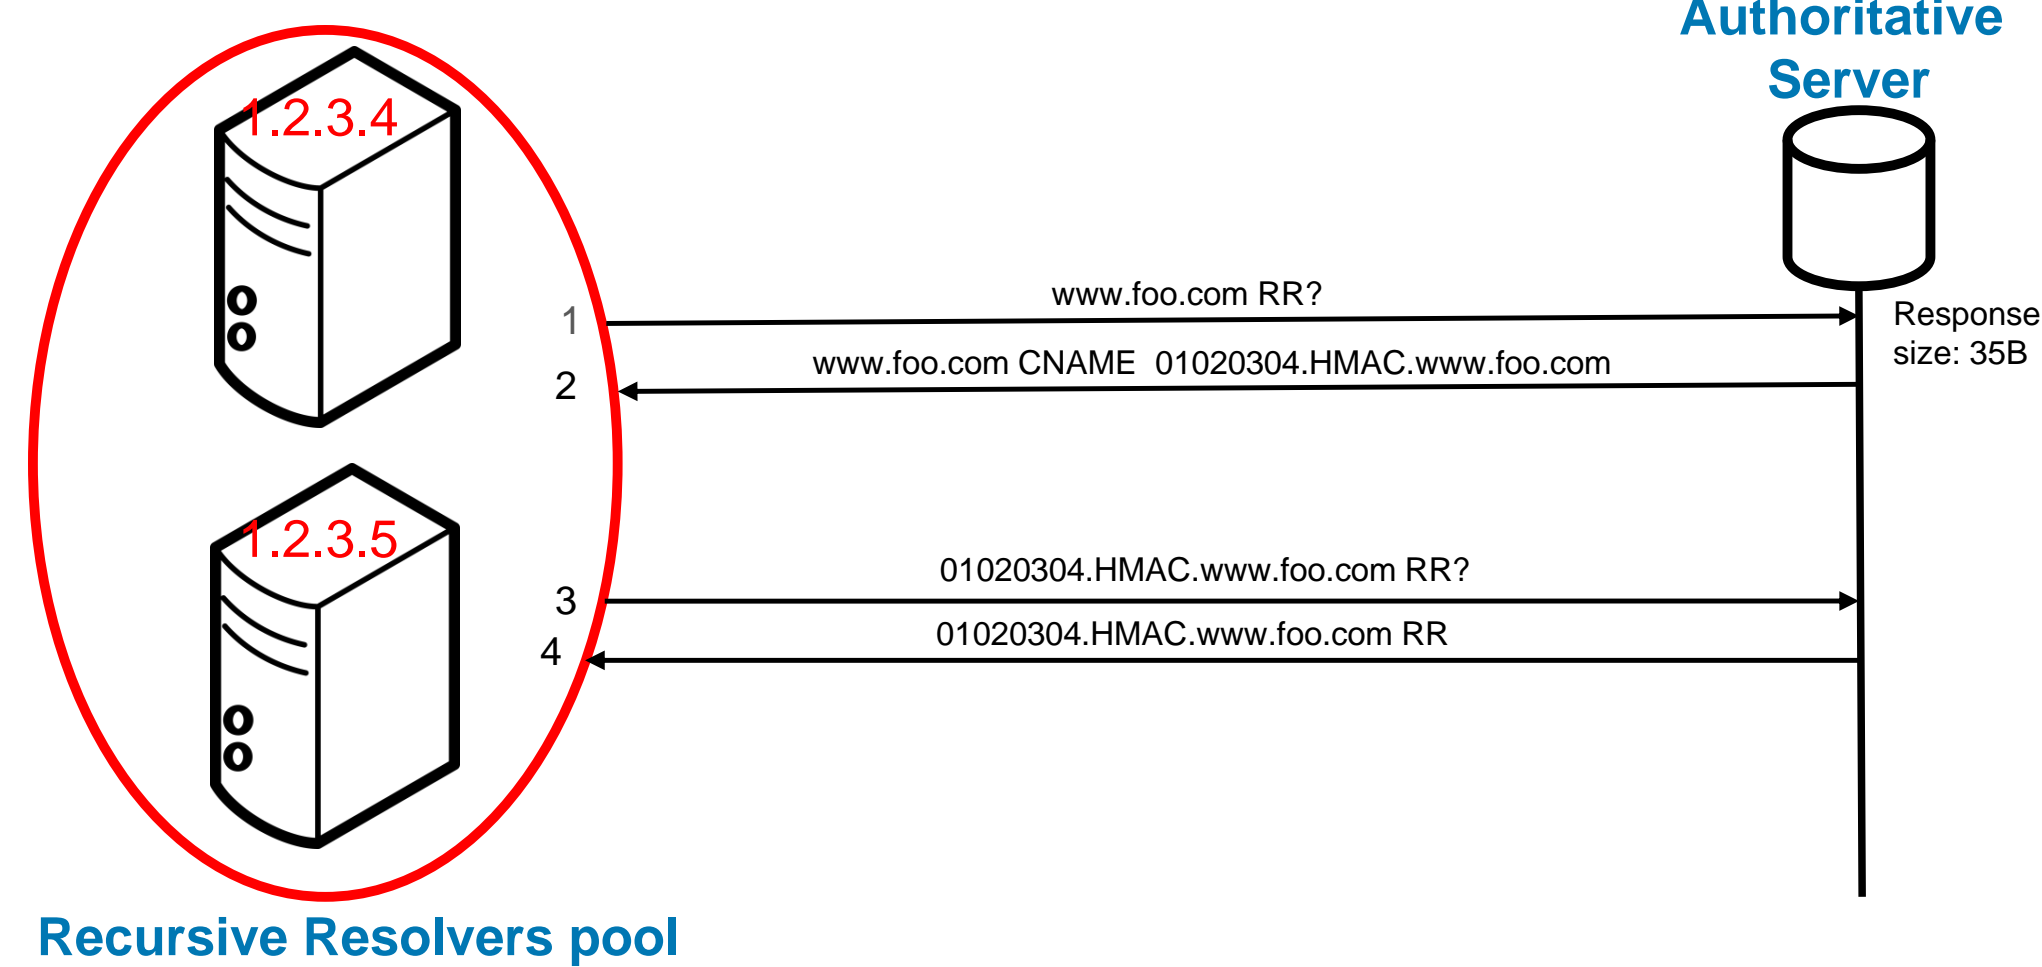 Authoritative
Server
1.2.3.4
www.foo.com RR?
1
Response
size: 35B
www.foo.com CNAME  01020304.HMAC.www.foo.com
2
1.2.3.5
01020304.HMAC.www.foo.com RR?
3
01020304.HMAC.www.foo.com RR
4
Recursive Resolvers pool